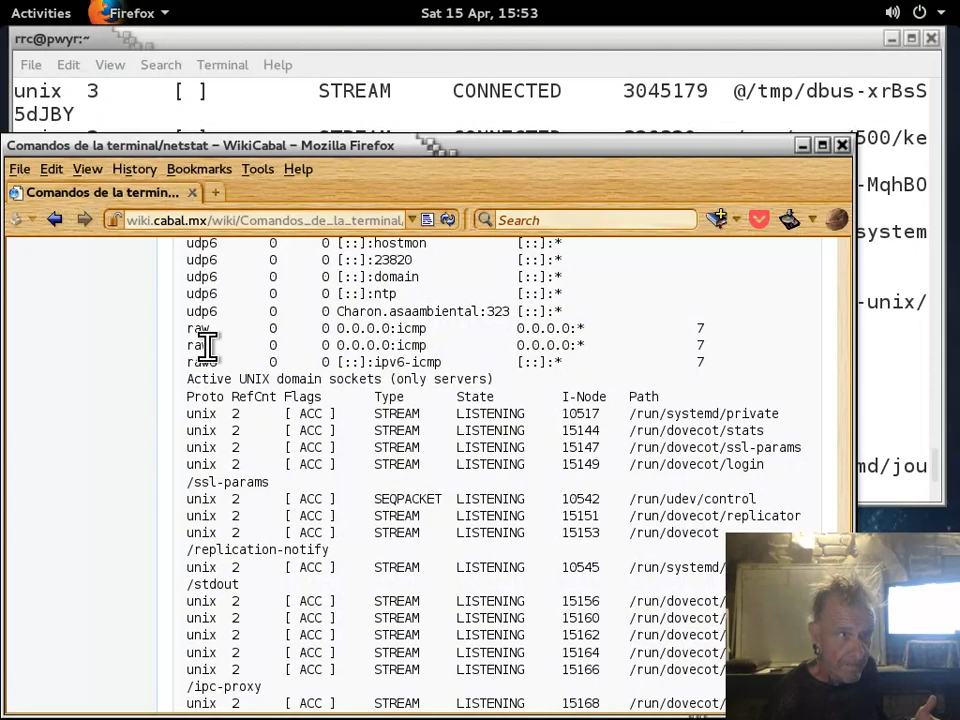 Activities Firefox Sat 15 Apr, 15:53
rrc@pwyr:~
File Edit View Search Terminal Help
unix 3 [ ] STREAM CONNECTED 3045179 @/tmp/dbus-xrBsS
5dJBY
500/ke
Comandos de la terminal/netstat – WikiCabal – Mozilla Firefox
File Edit View History Bookmarks Tools Help
-MqhBO
Comandos de la termin...
wiki.cabal.mx/wiki/Comandos_de_la_terminal, Search
system
udp6 0 0 [::]:hostmon [::]:*
udp6 0 0 [::]:23820 [::]:*
udp6 0 0 [::]:domain [::]:*
udp6 0 0 [::]:ntp [::]:*
-unix/
udp6 0 0 Charon.asaambiental:323 [::]:*
raw 0 0 0.0.0.0:icmp 0.0.0.0:* 7
raw 0 0 0.0.0.0:icmp 0.0.0.0:* 7
raw6 0 0 [::]:ipv6-icmp [::]:* 7
Active UNIX domain sockets (only servers)
Proto RefCnt Flags Type State I-Node Path
unix 2 [ ACC ] STREAM LISTENING 10517 /run/systemd/private
unix 2 [ ACC ] STREAM LISTENING 15144 /run/dovecot/stats
unix 2 [ ACC ] STREAM LISTENING 15147 /run/dovecot/ssl-params
unix 2 [ ACC ] STREAM LISTENING 15149 /run/dovecot/login
md/jou
/ssl-params
unix 2 [ ACC ] SEQPACKET LISTENING 10542 /run/udev/control
unix 2 [ ACC ] STREAM LISTENING 15151 /run/dovecot/replicator
unix 2 [ ACC ] STREAM LISTENING 15153 /run/dovecot
/replication-notify
unix 2 [ ACC ] STREAM LISTENING 10545 /run/systemd/
/stdout
unix 2 [ ACC ] STREAM LISTENING 15156 /run/dovecot/
unix 2 [ ACC ] STREAM LISTENING 15160 /run/dovecot/
unix 2 [ ACC ] STREAM LISTENING 15162 /run/dovecot/
unix 2 [ ACC ] STREAM LISTENING 15164 /run/dovecot/
unix 2 [ ACC ] STREAM LISTENING 15166 /run/dovecot/
/ipc-proxy
unix 2 [ ACC ] STREAM LISTENING 15168 /run/dovecot/